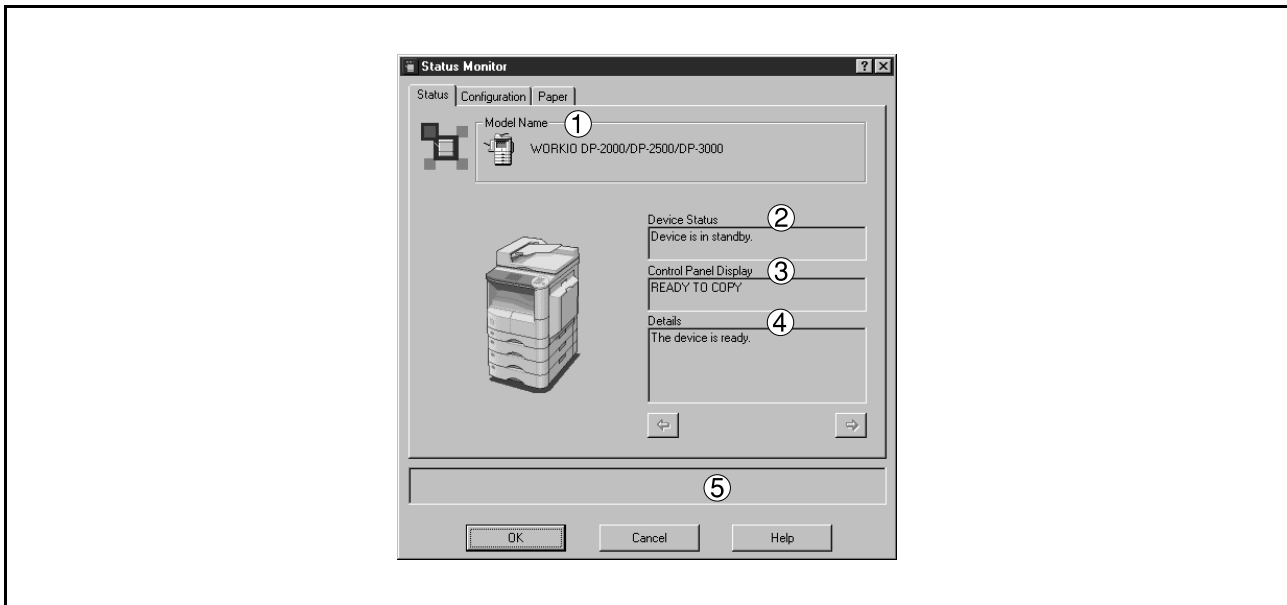 Status Monitor
Status Configuration Paper
Model Name 1
WORKIO DP-2000/DP-2500/DP-3000
Device Status 2
Device is in standby.
Control Panel Display 3
READY TO COPY
Details 4
The device is ready.
5
OK Cancel Help